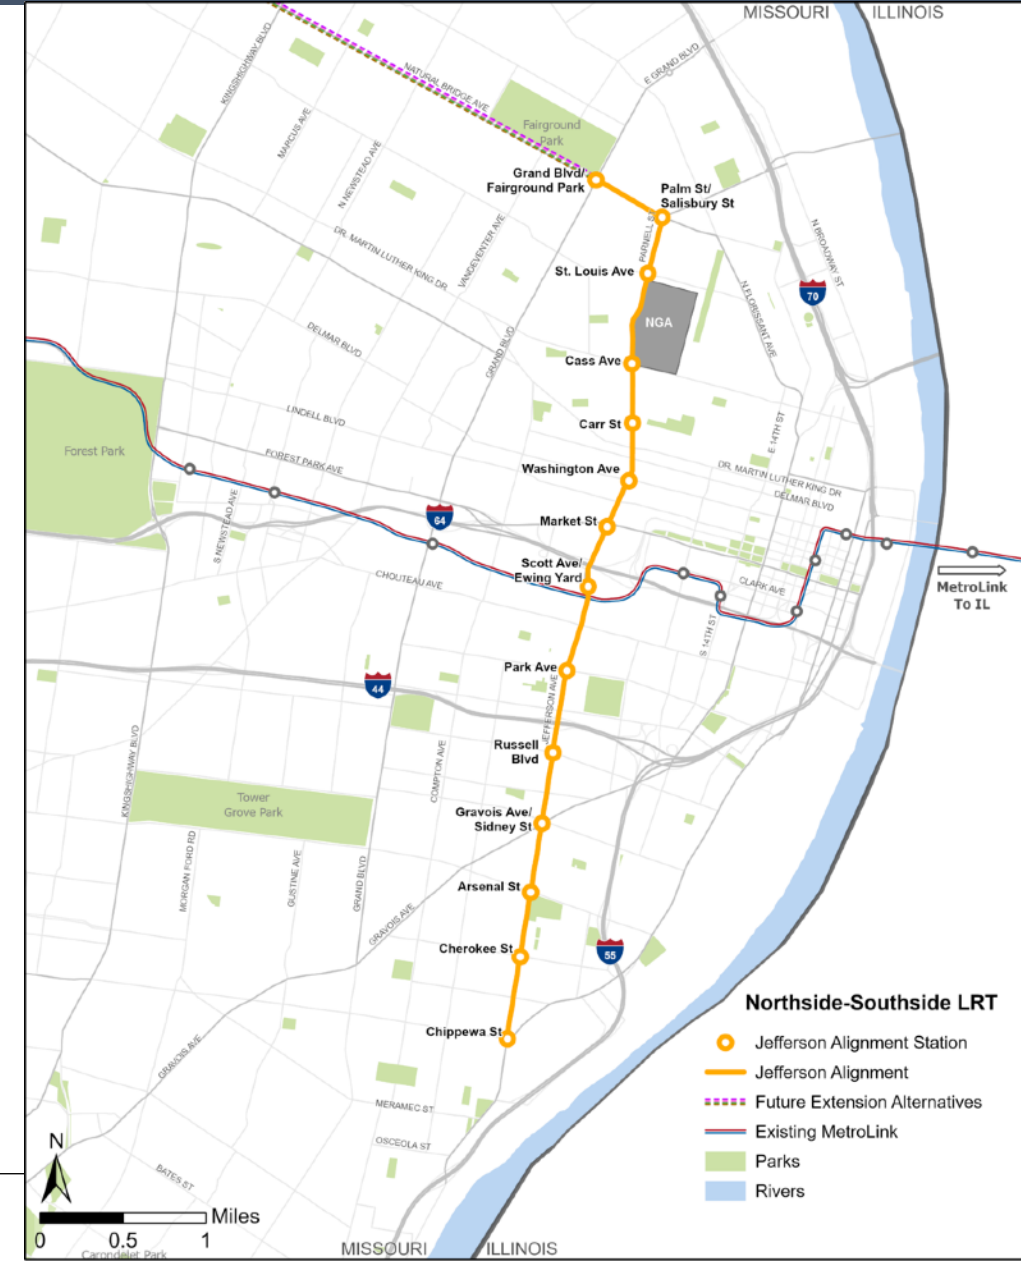 MISSOURI
ILLINOIS
E GRAND BLVD
KINGSHIGHWAY BLVD
NATURAL BRIDGE AVE
Fairground
Park
MARCUS AVE
N NEWSTEAD AVE
Grand Blvd/
Fairground Park
Palm St/
Salisbury St
VANDEVENTER AVE
PARNELL ST
N BROADWAY ST
DR. MARTIN LUTHER KING DR
St. Louis Ave
70
N FLORISSANT AVE
NGA
DELMAR BLVD
GRAND BLVD
Cass Ave
LINDELL BLVD
Carr St
E 14TH ST
Forest Park
FOREST PARK AVE
Washington Ave
DR. MARTIN LUTHER KING DR
DELMAR BLVD
64
Market St
S NEWSTEAD AVE
Scott Ave/
Ewing Yard
CHOUTEAU AVE
CLARK AVE
MetroLink
To IL
S 14TH ST
Park Ave
44
JEFFERSON AVE
Russell
Blvd
KINGSHIGHWAY BLVD
COMPTON AVE
Tower
Grove Park
Gravois Ave/
Sidney St
MORGAN FORD RD
GUSTINE AVE
GRAND BLVD
Arsenal St
GRAVOIS AVE
Cherokee St
55
Chippewa St
GRAVOIS AVE
MERAMEC ST
OSCEOLA ST
BATES ST
Northside-Southside LRT
Jefferson Alignment Station
Jefferson Alignment
Future Extension Alternatives
Existing MetroLink
Parks
Rivers
N
Miles
0 0.5 1
Carondelet Park
MISSOURI
ILLINOIS